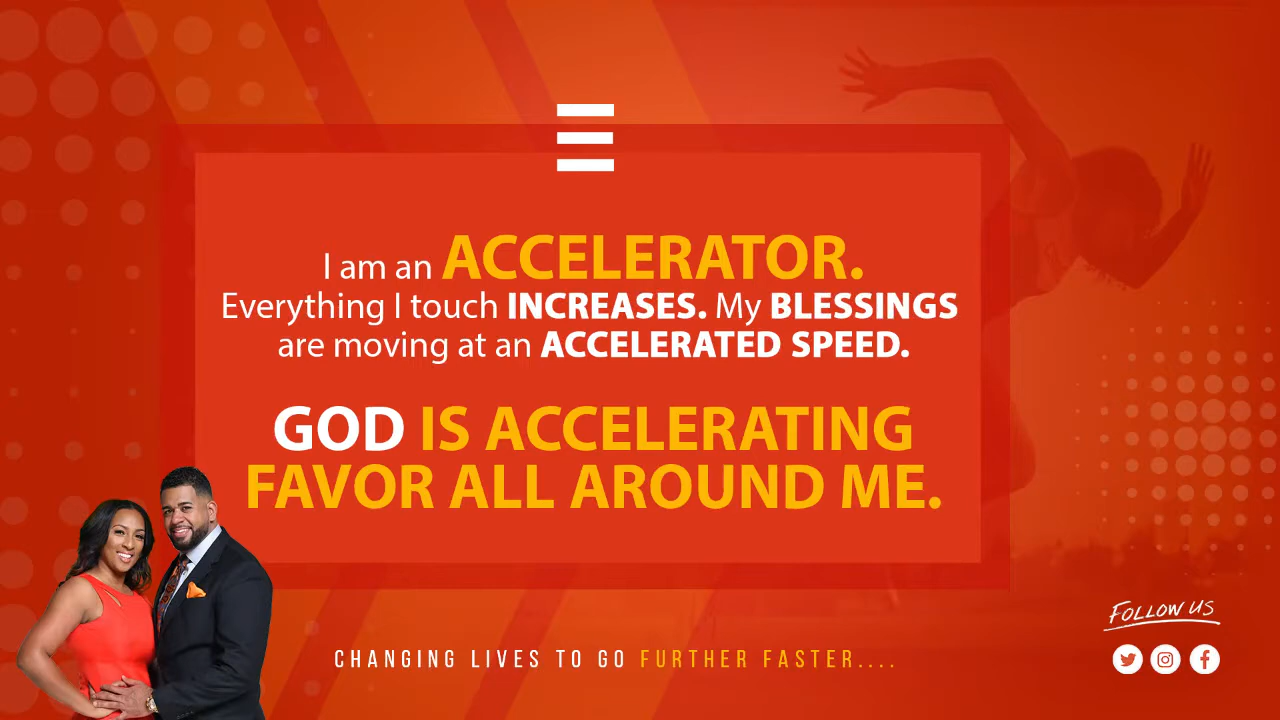 I am an ACCELERATOR.
Everything I touch INCREASES. My BLESSINGS
are moving at an ACCELERATED SPEED.
GOD IS ACCELERATING
FAVOR ALL AROUND ME.
FOLLOW US
CHANGING LIVES TO GO FURTHER FASTER....